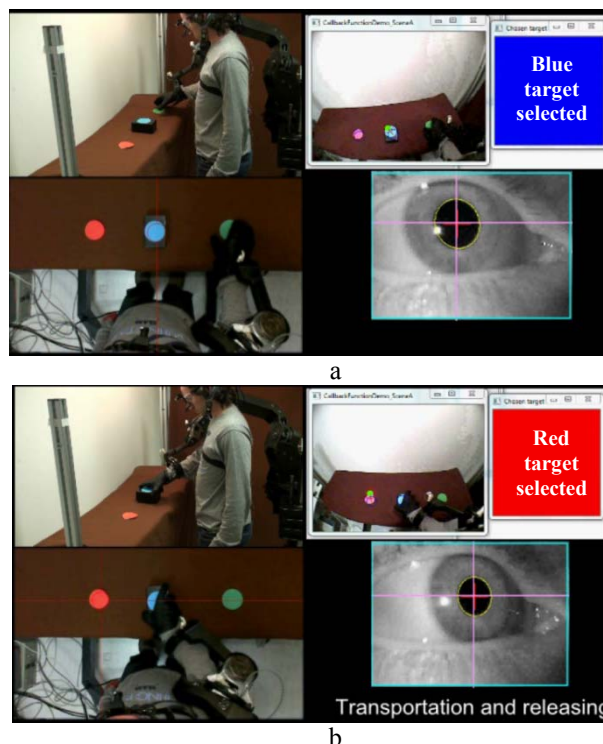 CallbackFunctionDemo_SceneA
Chosen target
Blue
target
selected
a
CallbackFunctionDemo_SceneA
Chosen target
Red
target
selected
Transportation and releasing
b